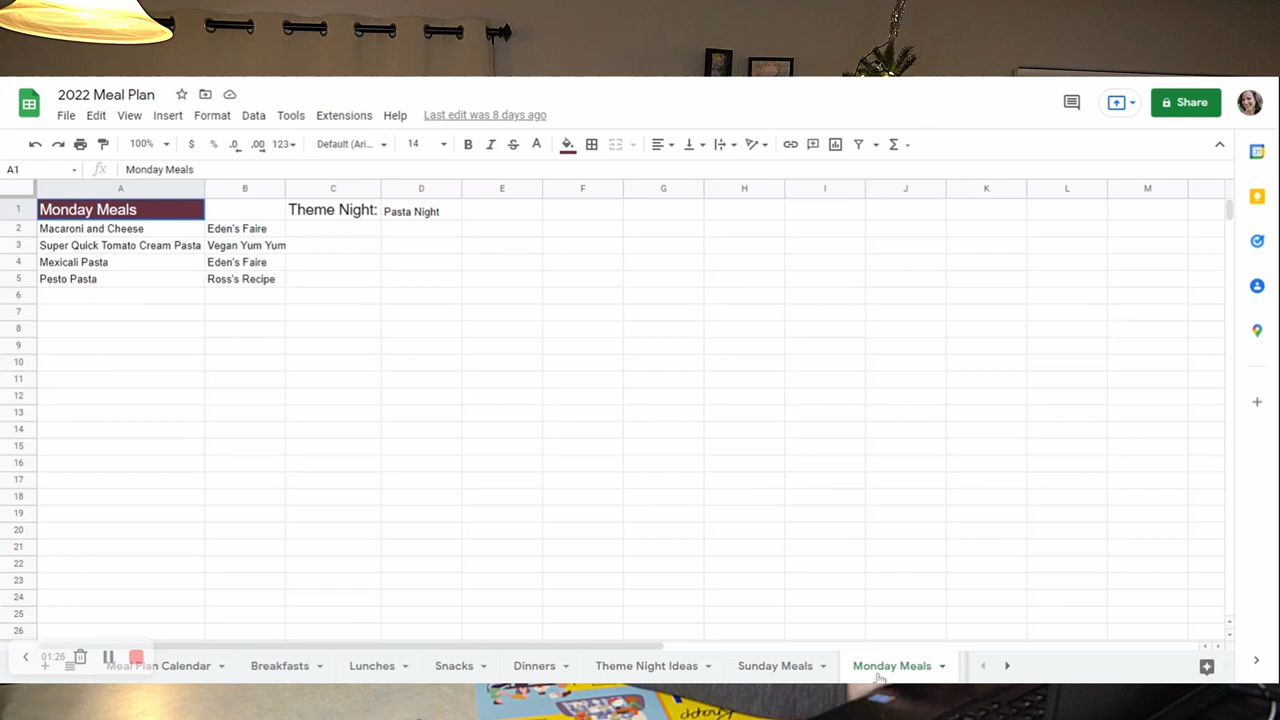 2022 Meal Plan
File Edit View Insert Format Data Tools Extensions Help Last edit was 8 days ago
Share
100% $ % .0 .00 123 Default (Ari... 14 B I S A
A1 fx Monday Meals
A B C D E F G H I J K L M
1 Monday Meals Theme Night: Pasta Night
2 Macaroni and Cheese Eden's Faire
3 Super Quick Tomato Cream Pasta Vegan Yum Yum
4 Mexicali Pasta Eden's Faire
5 Pesto Pasta Ross's Recipe
6
7
8
9
10
11
12
13
14
15
16
17
18
19
20
21
22
23
24
25
26
01:26
Meal Plan Calendar Breakfasts Lunches Snacks Dinners Theme Night Ideas Sunday Meals Monday Meals